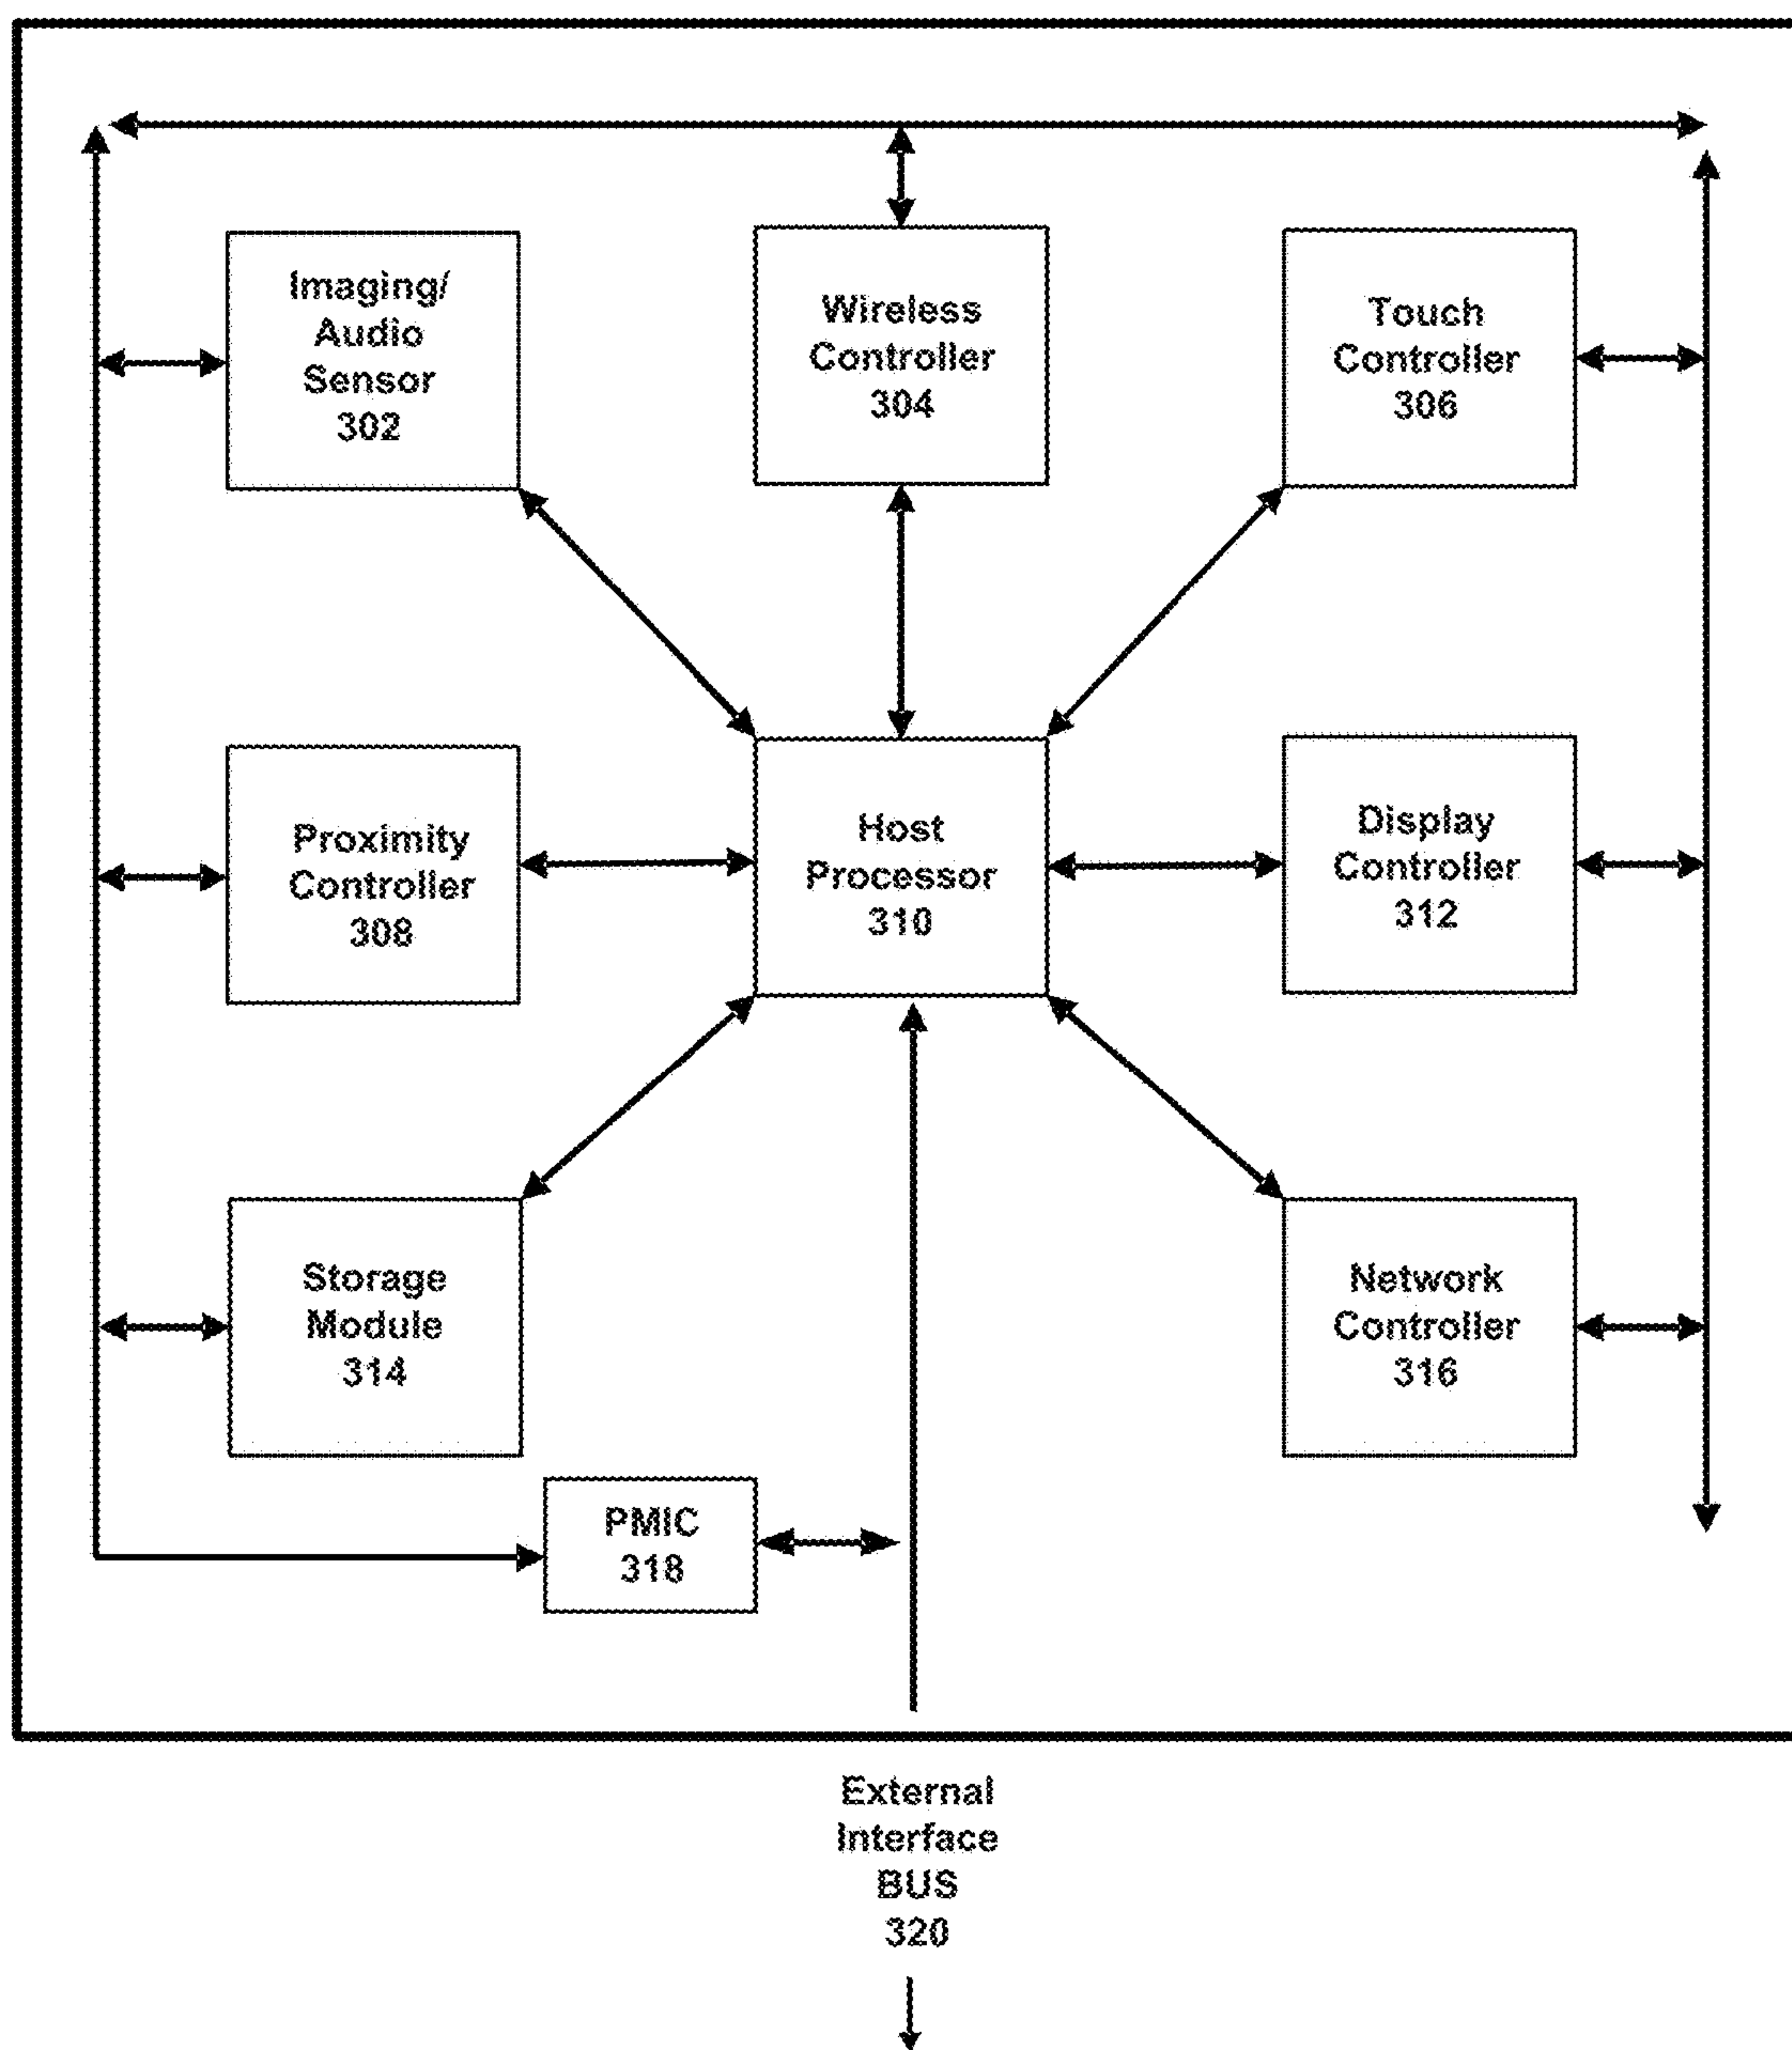 Imaging/
Audio
Sensor
302
Wireless
Controller
304
Touch
Controller
306
Proximity
Controller
308
Host
Processor
310
Display
Controller
312
Storage
Module
314
Network
Controller
316
PMIC
318
External
Interface
BUS
320